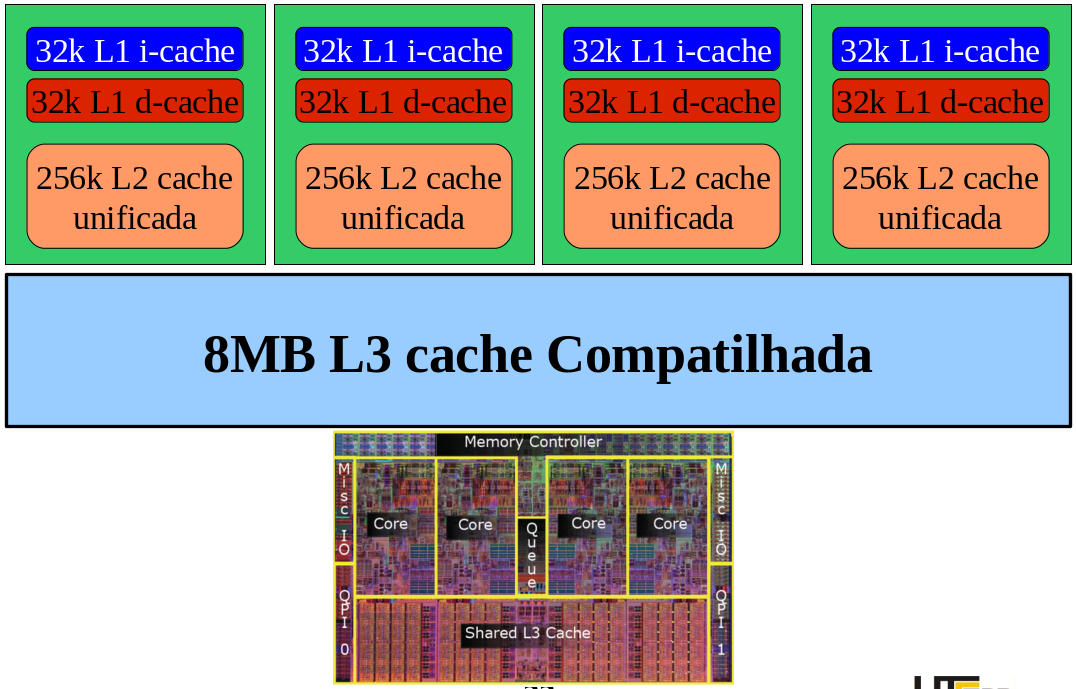 32k L1 i-cache
32k L1 d-cache
256k L2 cache
unificada
32k L1 i-cache
32k L1 d-cache
256k L2 cache
unificada
32k L1 i-cache
32k L1 d-cache
256k L2 cache
unificada
32k L1 i-cache
32k L1 d-cache
256k L2 cache
unificada
8MB L3 cache Compatilhada
Memory Controller
Misc IO
Core
Core
Queue
Core
Core
Misc IO
QPI 0
Shared L3 Cache
QPI 1